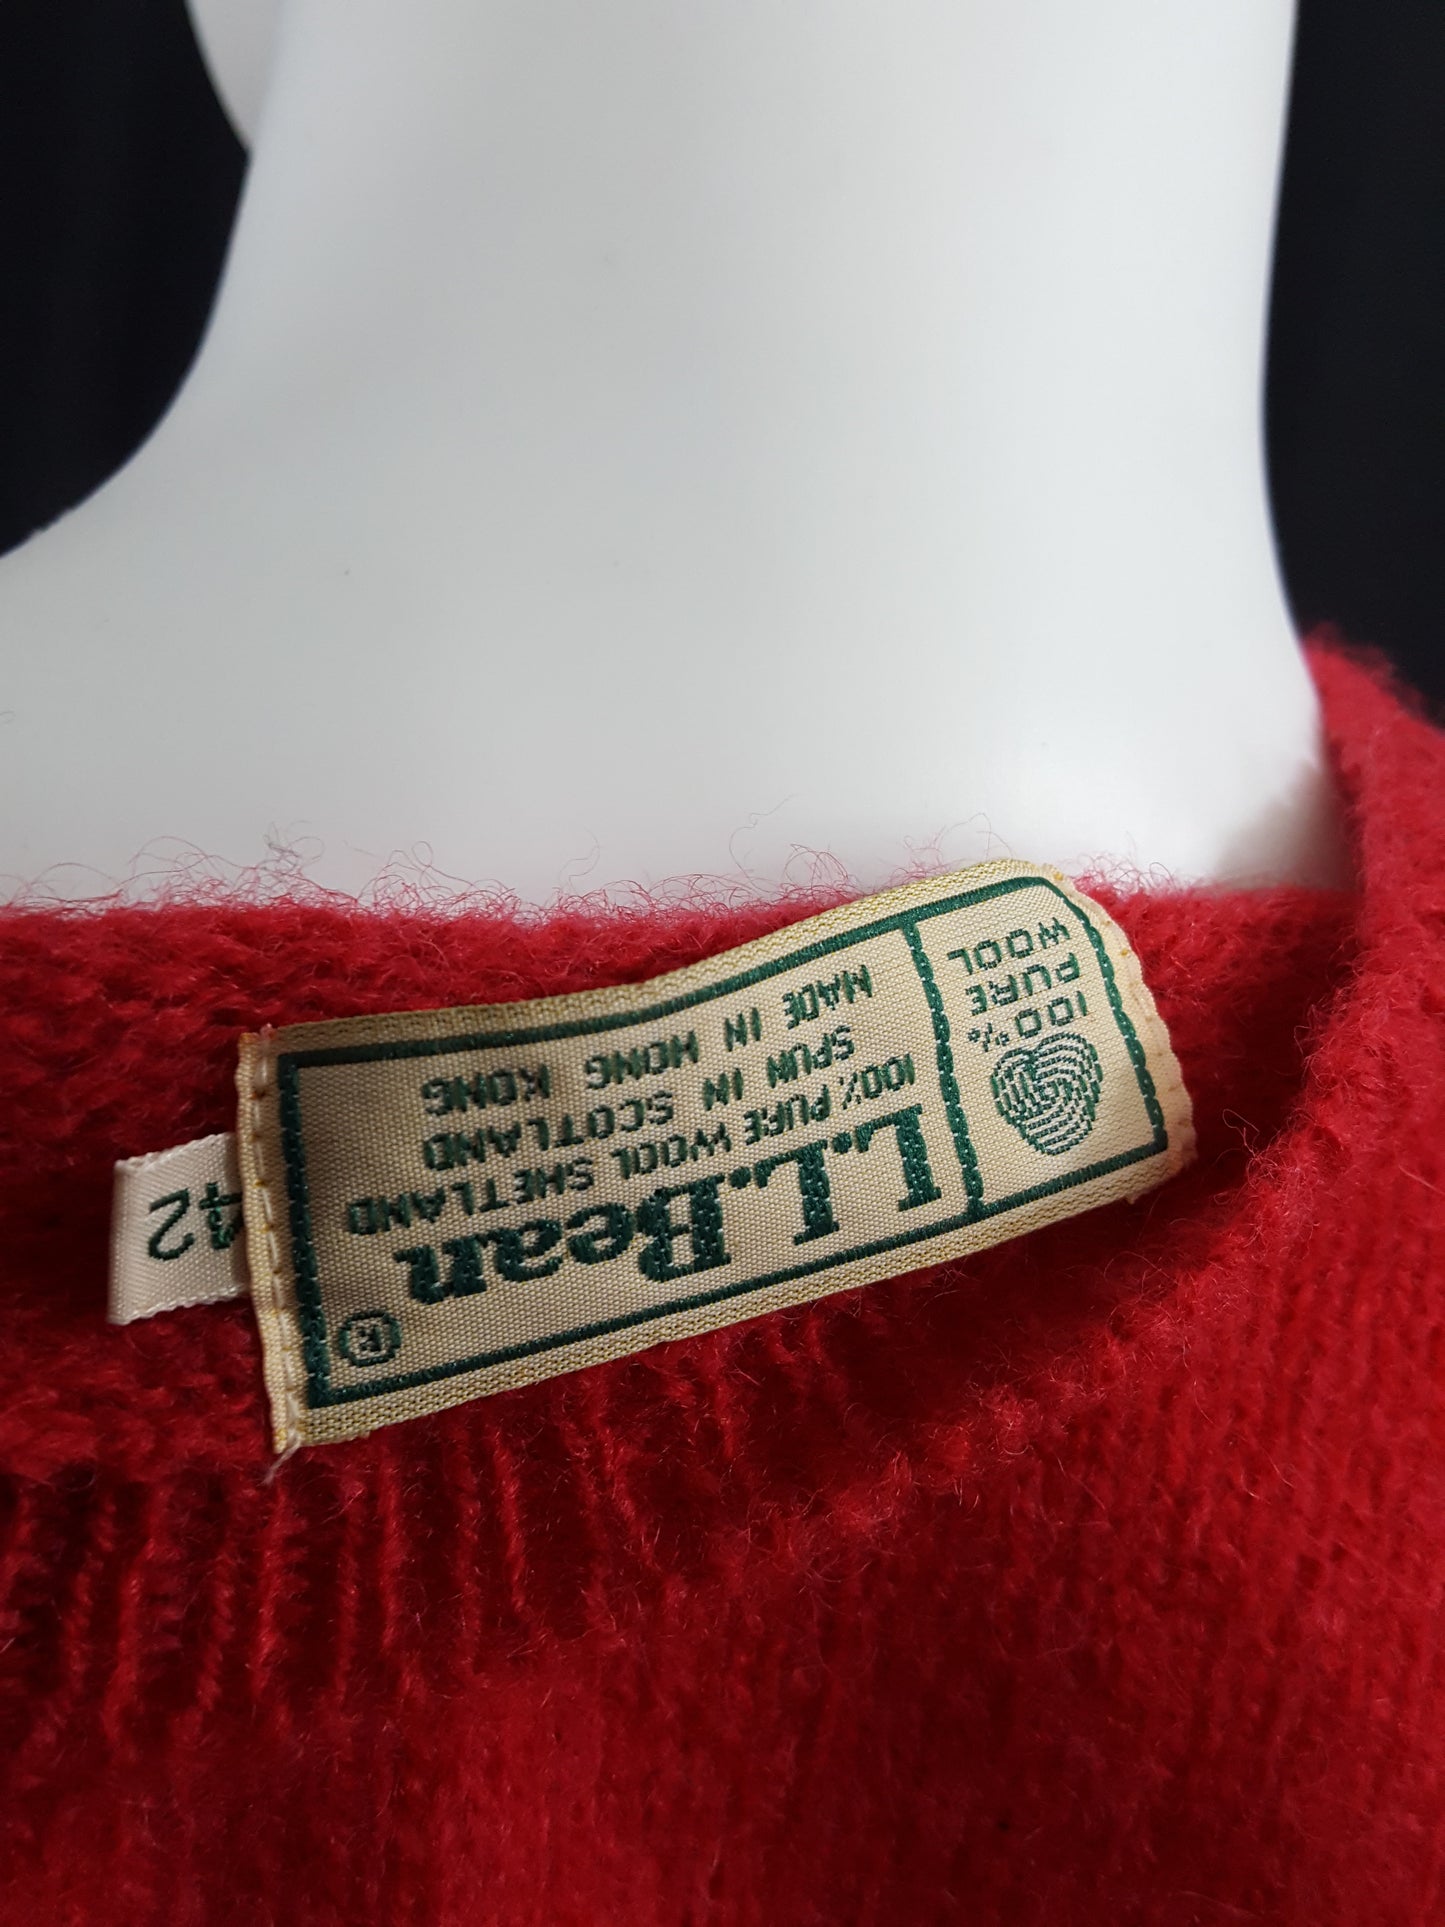 L.L.Bean ®
100% PURE WOOL SHETLAND
SPUN IN SCOTLAND
MADE IN HONG KONG
100%
PURE
WOOL
42